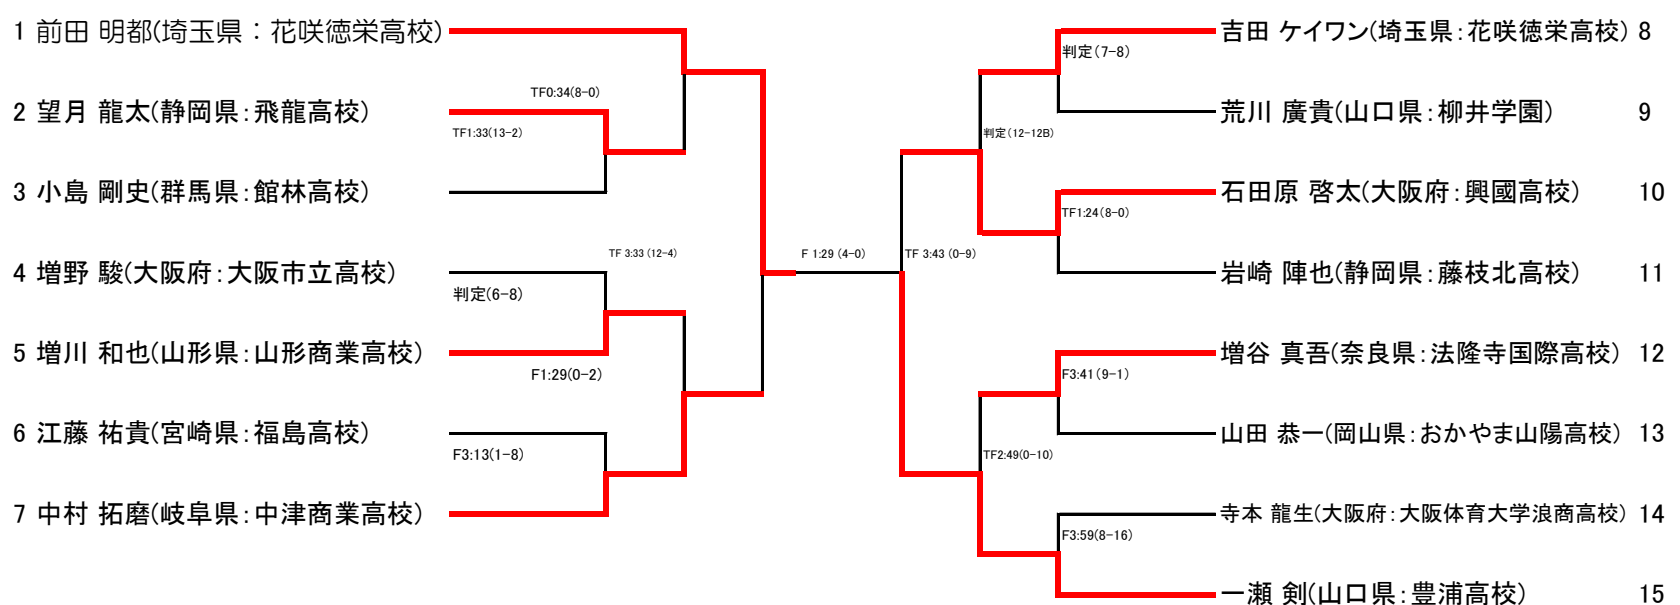 1 前田 明都(埼玉県：花咲徳栄高校)
TF0:34(8-0)
2 望月 龍太(静岡県:飛龍高校)
TF1:33(13-2)
3 小島 剛史(群馬県:館林高校)
TF 3:33 (12-4)
4 増野 駿(大阪府:大阪市立高校)
判定(6-8)
5 増川 和也(山形県:山形商業高校)
F1:29(0-2)
6 江藤 祐貴(宮崎県:福島高校)
F3:13(1-8)
7 中村 拓磨(岐阜県:中津商業高校)
F 1:29 (4-0)
TF 3:43 (0-9)
吉田 ケイワン(埼玉県:花咲徳栄高校) 8
判定(7-8)
荒川 廣貴(山口県:柳井学園) 9
判定(12-12B)
石田原 啓太(大阪府:興國高校) 10
TF1:24(8-0)
岩崎 陣也(静岡県:藤枝北高校) 11
増谷 真吾(奈良県:法隆寺国際高校) 12
F3:41(9-1)
山田 恭一(岡山県:おかやま山陽高校) 13
TF2:49(0-10)
寺本 龍生(大阪府:大阪体育大学浪商高校) 14
F3:59(8-16)
一瀬 剣(山口県:豊浦高校) 15